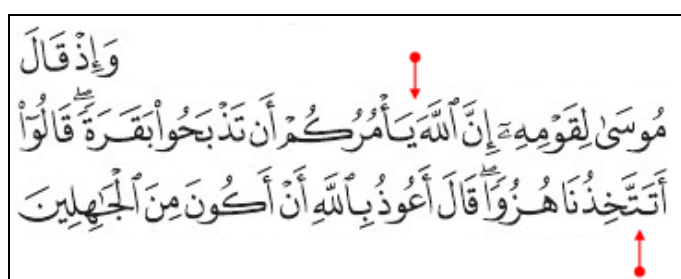 وَإِذْ قَالَ
مُوسَىٰ لِقَوْمِهِۦٓ إِنَّ ٱللَّهَ يَأْمُرُكُمْ أَن تَذْبَحُوا۟ بَقَرَةًۖ قَالُوٓا۟
أَتَتَّخِذُنَا هُزُوًاۖ قَالَ أَعُوذُ بِٱللَّهِ أَنْ أَكُونَ مِنَ ٱلْجَٰهِلِينَ